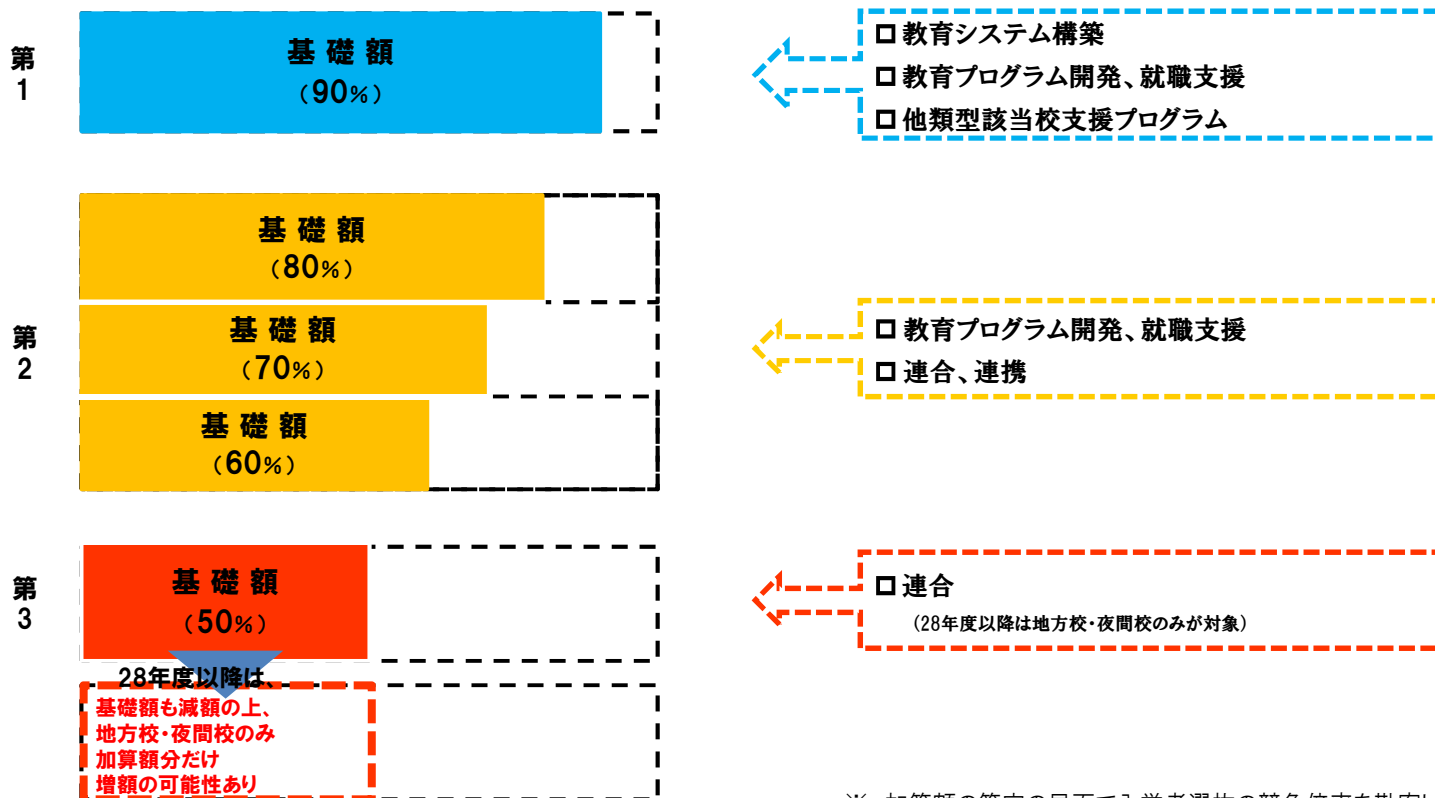 第
1
基 礎 額
（90%）
□ 教育システム構築
□ 教育プログラム開発、就職支援
□ 他類型該当校支援プログラム
第
2
基 礎 額
（80%）
基 礎 額
（70%）
基 礎 額
（60%）
□ 教育プログラム開発、就職支援
□ 連合、連携
第
3
基 礎 額
（50%）
□ 連合
（28年度以降は地方校・夜間校のみが対象）
28年度以降は、
基礎額も減額の上、
地方校・夜間校のみ
加算額分だけ
増額の可能性あり
※ 加算額の算定の